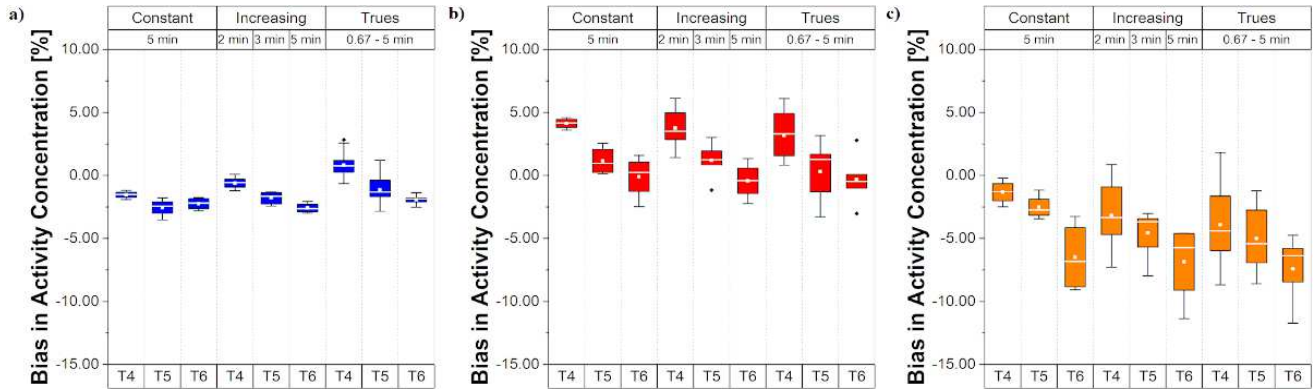 a)
Constant Increasing Trues
5 min 2 min 3 min 5 min 0.67 - 5 min
Bias in Activity Concentration [%]
10.00
5.00
0.00
-5.00
-10.00
-15.00
T4 T5 T6 T4 T5 T6 T4 T5 T6
b)
Constant Increasing Trues
5 min 2 min 3 min 5 min 0.67 - 5 min
Bias in Activity Concentration [%]
10.00
5.00
0.00
-5.00
-10.00
-15.00
T4 T5 T6 T4 T5 T6 T4 T5 T6
c)
Constant Increasing Trues
5 min 2 min 3 min 5 min 0.67 - 5 min
Bias in Activity Concentration [%]
10.00
5.00
0.00
-5.00
-10.00
-15.00
T4 T5 T6 T4 T5 T6 T4 T5 T6